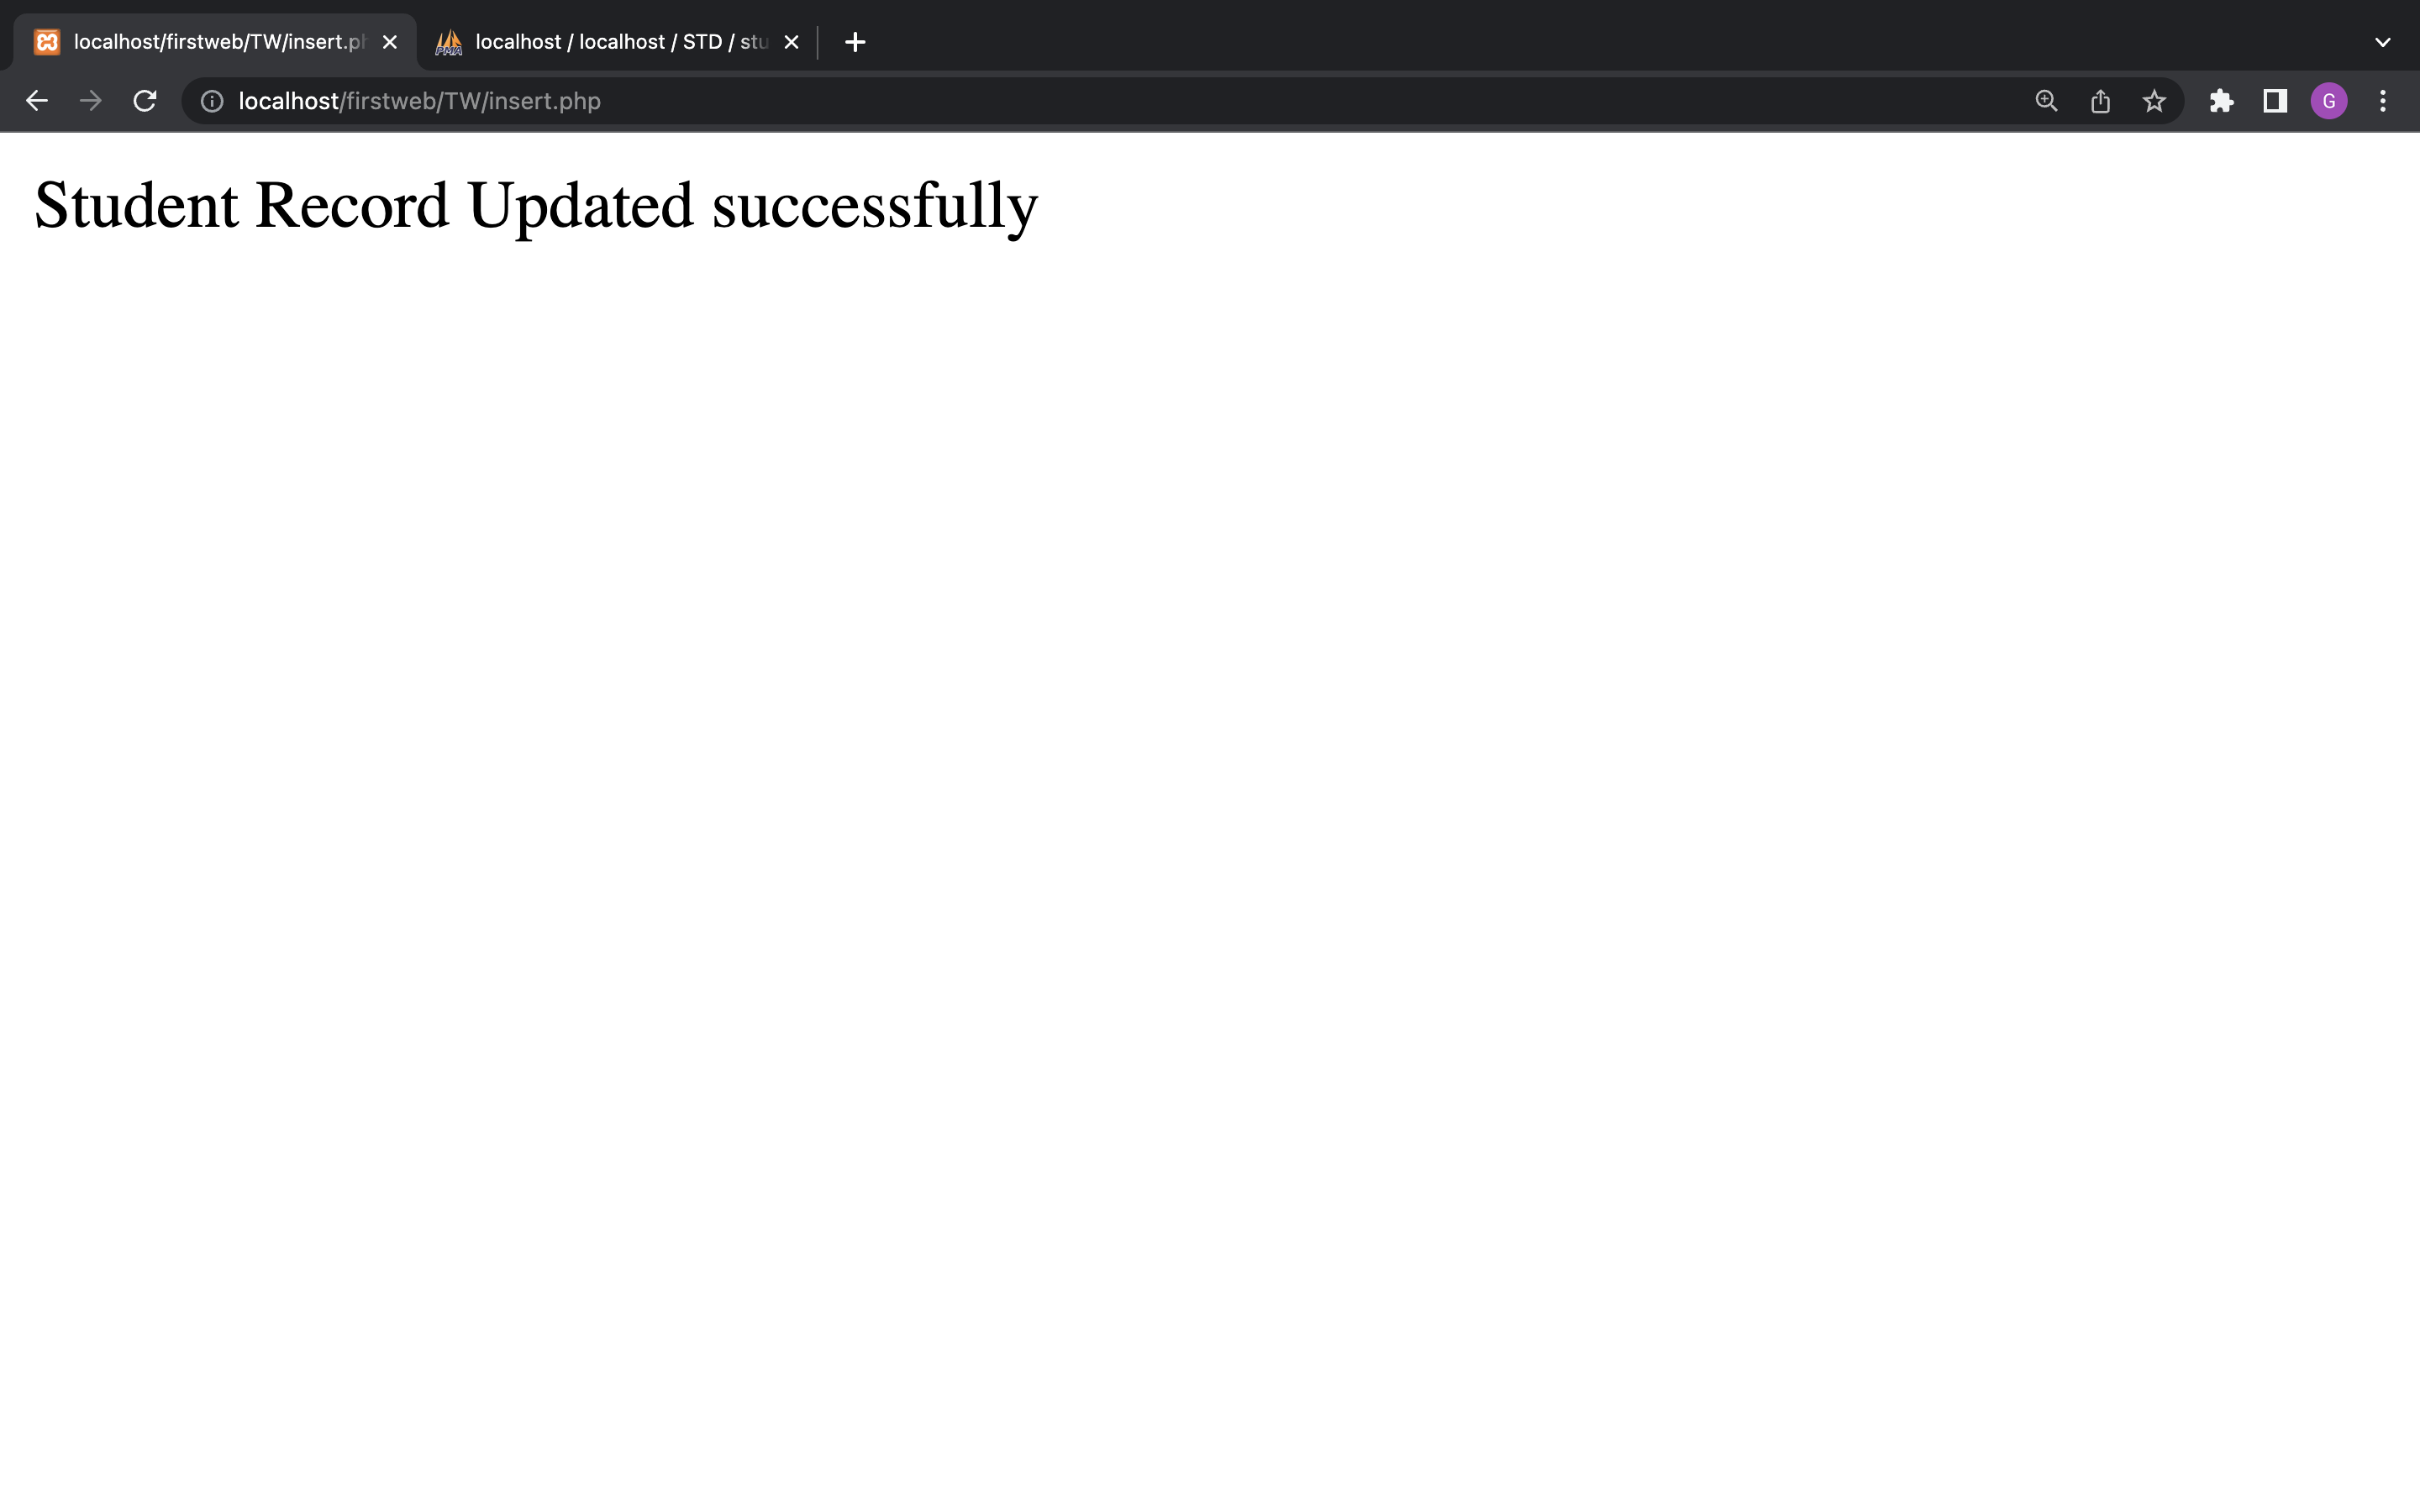 localhost/firstweb/TW/insert.ph
localhost / localhost / STD / stu
localhost/firstweb/TW/insert.php
G
Student Record Updated successfully